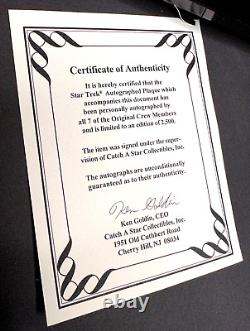 Certificate of Authenticity
It is hereby certified that the
Star Trek® Autographed Plaque which
accompanies this document has
been personally autographed by
all 7 of the Original Crew Members
and is limited to an edition of 2,500.
The item was signed under the super-
vision of Catch A Star Collectibles, Inc.
The autographs are unconditionally
guaranteed as to their authenticity.
Ken Goldin
Ken Goldin, CEO
Catch A Star Collectibles, Inc.
1951 Old Cuthbert Road
Cherry Hill, NJ 08034